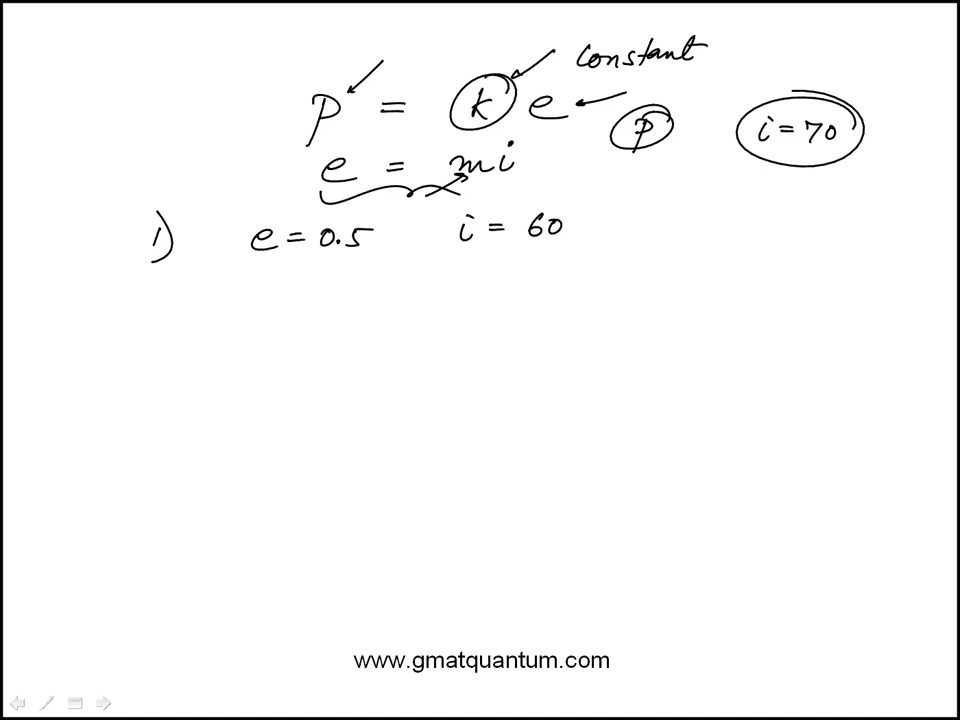 constant
p = k e
p i = 70
e = mi
1) e = 0.5 i = 60
www.gmatquantum.com